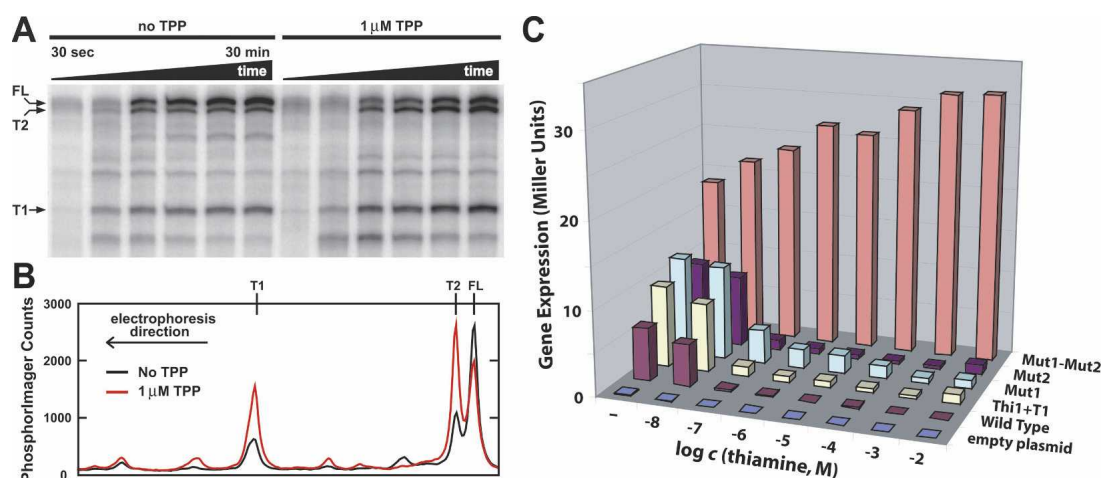 A
no TPP
1 μM TPP
30 sec
30 min
time
time
FL
T2
T1
B
T1
T2
FL
PhosphorImager Counts
3000
2000
1000
0
electrophoresis
direction
No TPP
1 μM TPP
C
Gene Expression (Miller Units)
30
20
10
0
–
-8
-7
-6
-5
-4
-3
-2
log c (thiamine, M)
Mut1-Mut2
Mut2
Mut1
Thi1+T1
Wild Type
empty plasmid